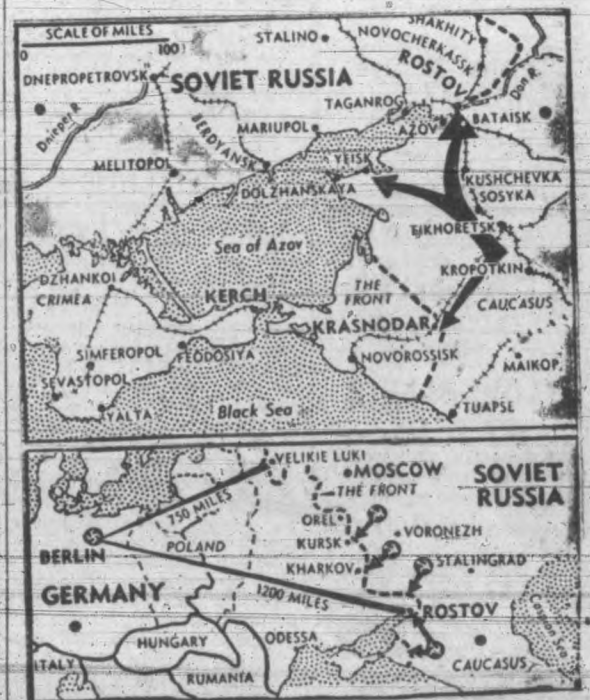 SCALE OF MILES
0 100
STALINO
SHAKHITY
NOVOCHERKASSK
ROSTOV
DNEPROPETROVSK
SOVIET RUSSIA
Don R.
TAGANROG
BATAISK
AZOV
Dnieper R.
MARIUPOL
BERDYANSK
YEISK
MELITOPOL
DOLZHANSKAYA
KUSHCHEVKA
SOSYKA
TIKHORETSK
Sea of Azov
KROPOTKIN
DZHANKOI
CRIMEA
THE
FRONT
KERCH
CAUCASUS
KRASNODAR
SIMFEROPOL
FEODOSIYA
NOVOROSSISK
MAIKOP
SEVASTOPOL
YALTA
Black Sea
TUAPSE
VELIKIE LUKI
MOSCOW
SOVIET
RUSSIA
THE FRONT
750 MILES
OREL
VORONEZH
KURSK
BERLIN
POLAND
KHARKOV
STALINGRAD
GERMANY
1200 MILES
ROSTOV
HUNGARY
ODESSA
Caspian Sea
ITALY
RUMANIA
CAUCASUS